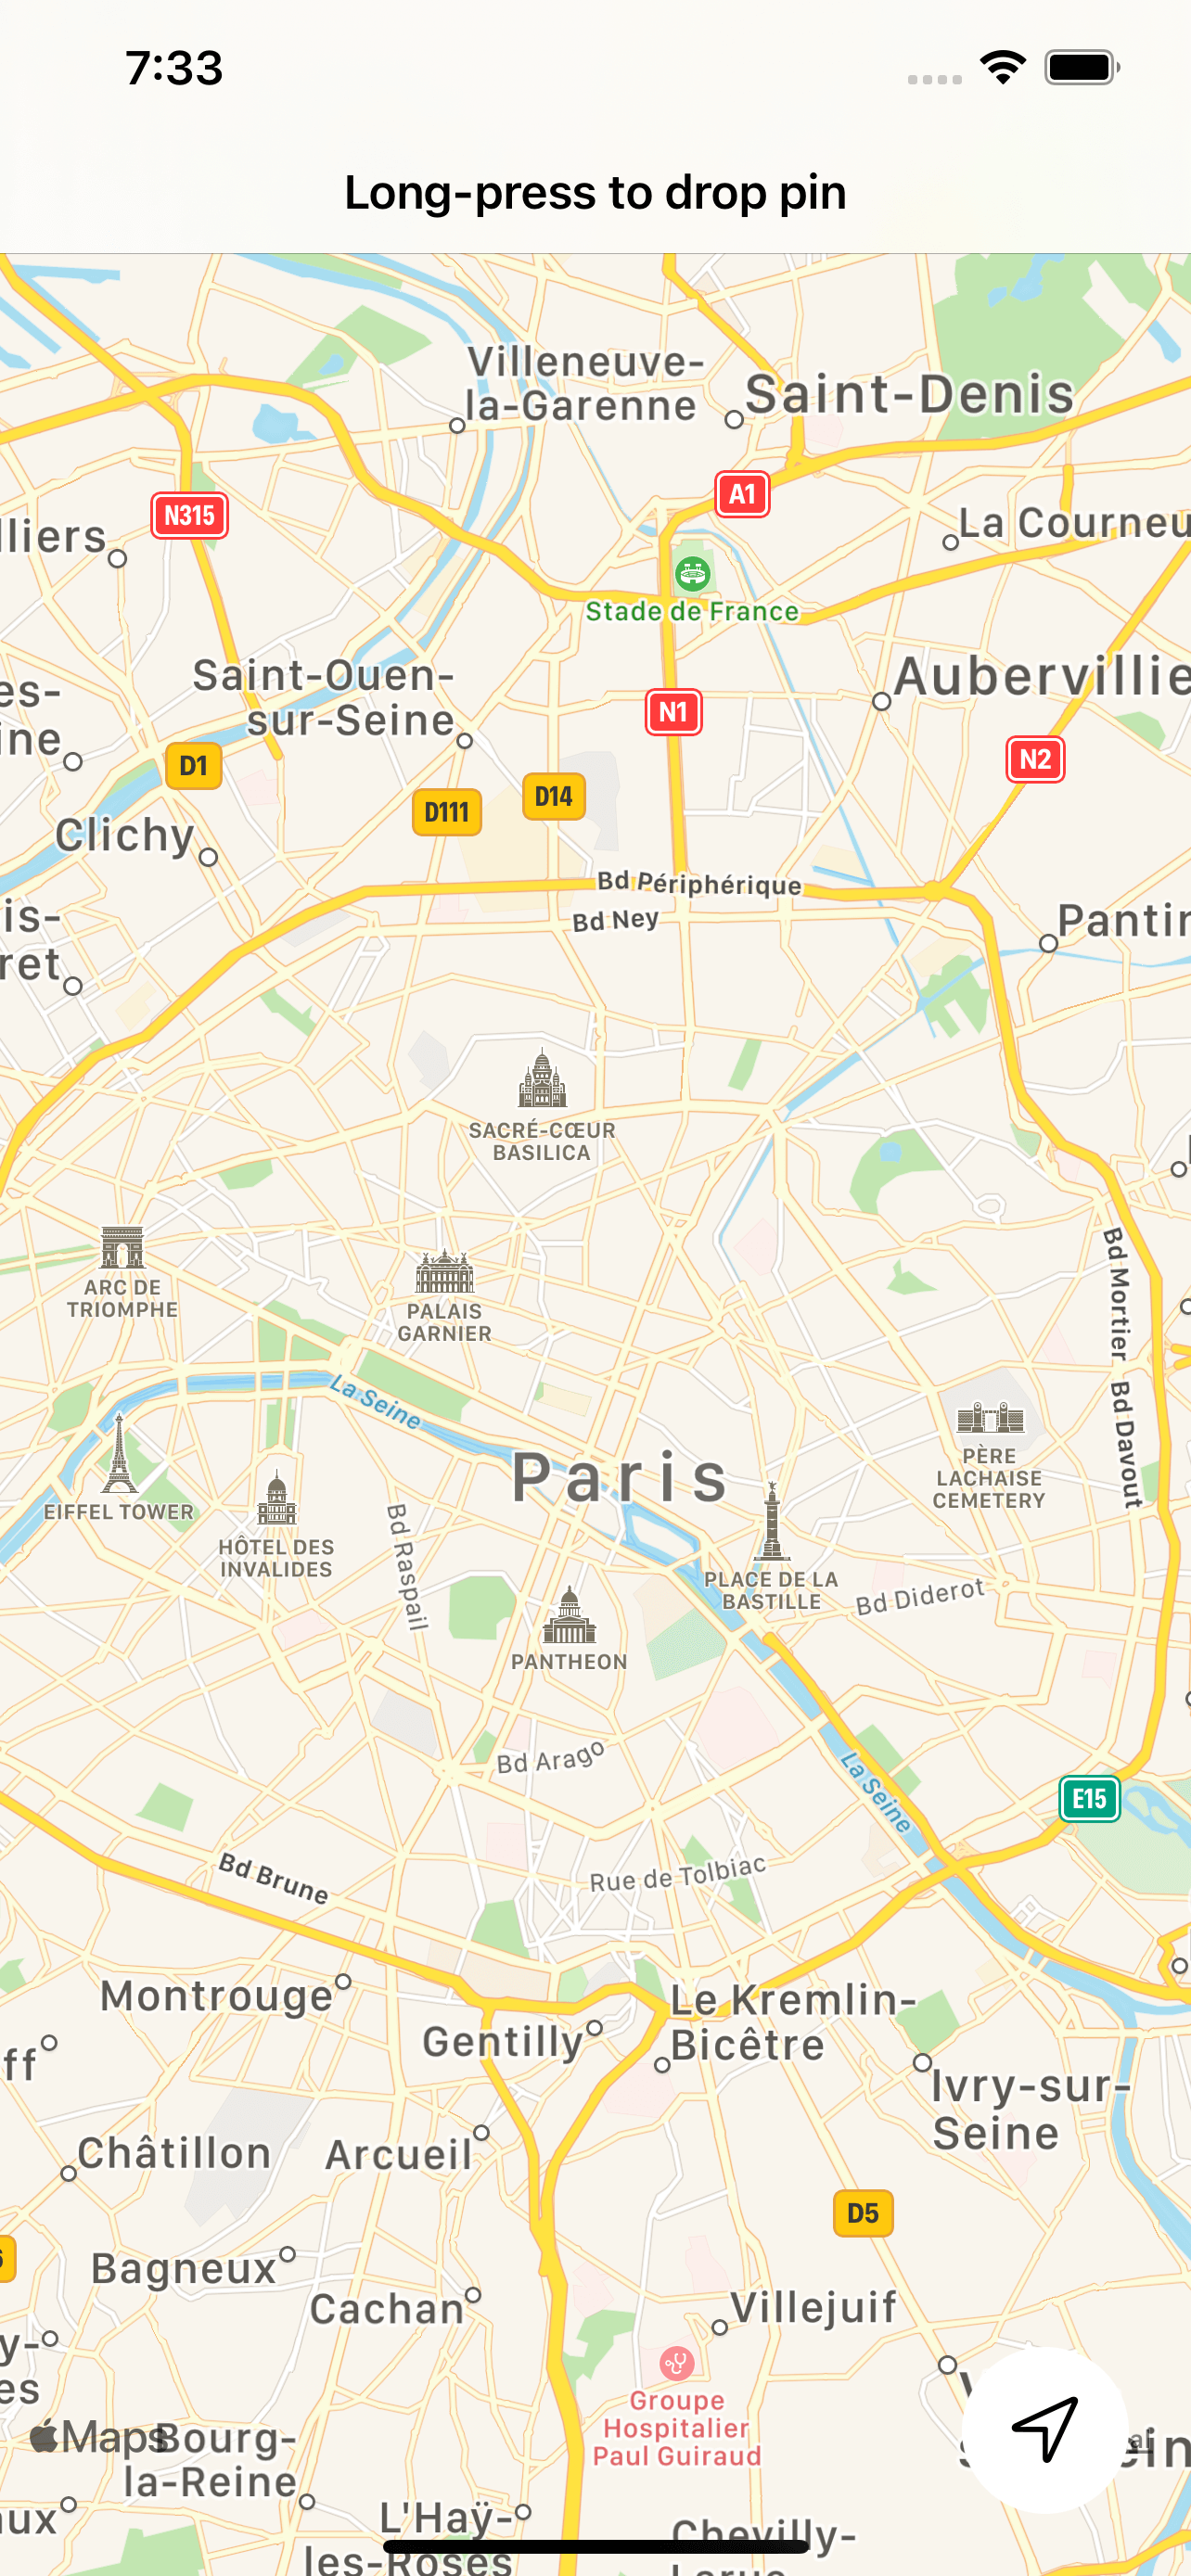 7:33
Long-press to drop pin
Villeneuve-
la-Garenne
Saint-Denis
A1
N315
lliers
La Courneu
Stade de France
Saint-Ouen-
sur-Seine
es-
ine
Aubervillie
N1
N2
D1
D14
D111
Clichy
Bd Périphérique
Bd Ney
is-
ret
Pantin
SACRÉ-CŒUR
BASILICA
ARC DE
TRIOMPHE
PALAIS
GARNIER
Bd Mortier
La Seine
Bd Davout
Paris
PÈRE
LACHAISE
CEMETERY
EIFFEL TOWER
HÔTEL DES
INVALIDES
Bd Raspail
PLACE DE LA
BASTILLE
Bd Diderot
PANTHEON
Bd Arago
La Seine
E15
Bd Brune
Rue de Tolbiac
Montrouge
Le Kremlin-
Bicêtre
Gentilly
ff
Ivry-sur-
Seine
Châtillon
Arcueil
D5
6
Bagneux
Cachan
Villejuif
y-
es
Groupe
Hospitalier
Paul Guiraud
Maps
Bourg-
la-Reine
ein
ux
L'Haÿ-
les-Roses
Chevilly-